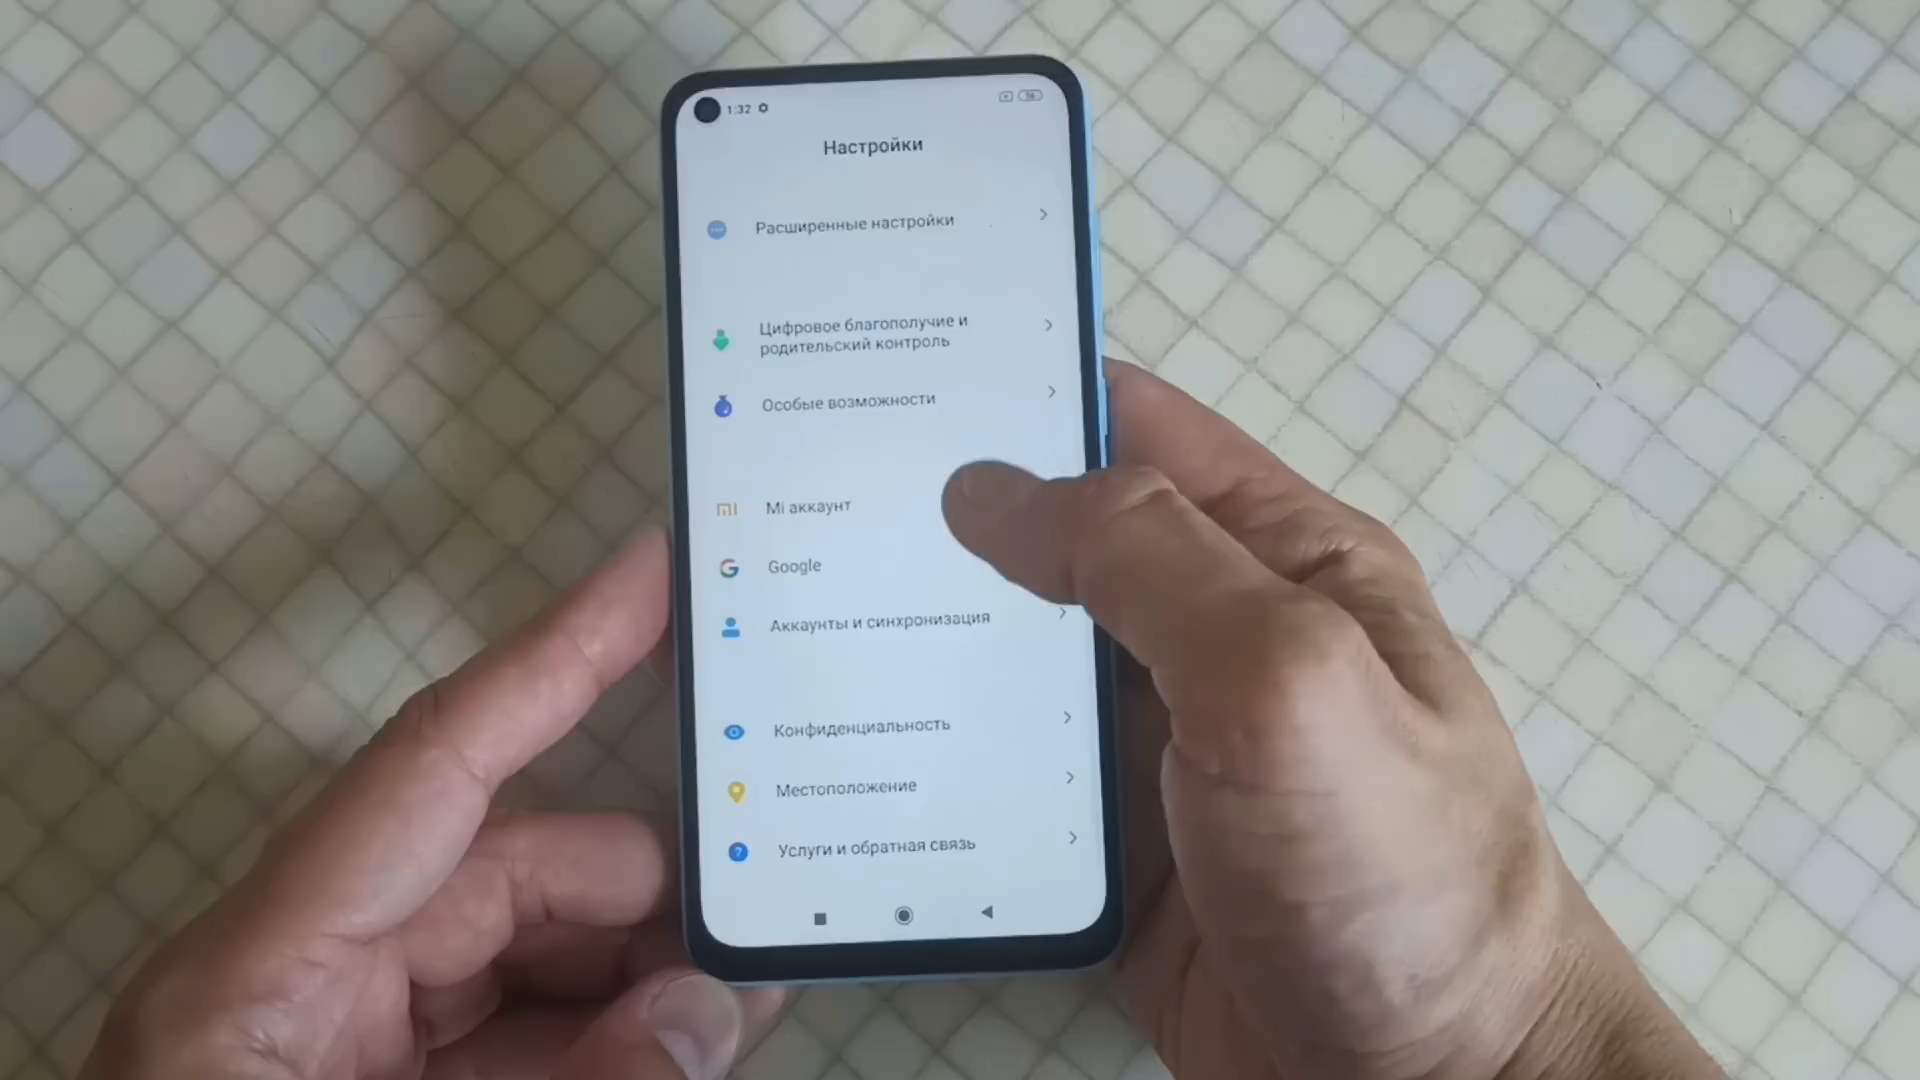 1:32
56
Настройки
Расширенные настройки
Цифровое благополучие и
родительский контроль
Особые возможности
Mi аккаунт
Google
Аккаунты и синхронизация
Конфиденциальность
Местоположение
Услуги и обратная связь